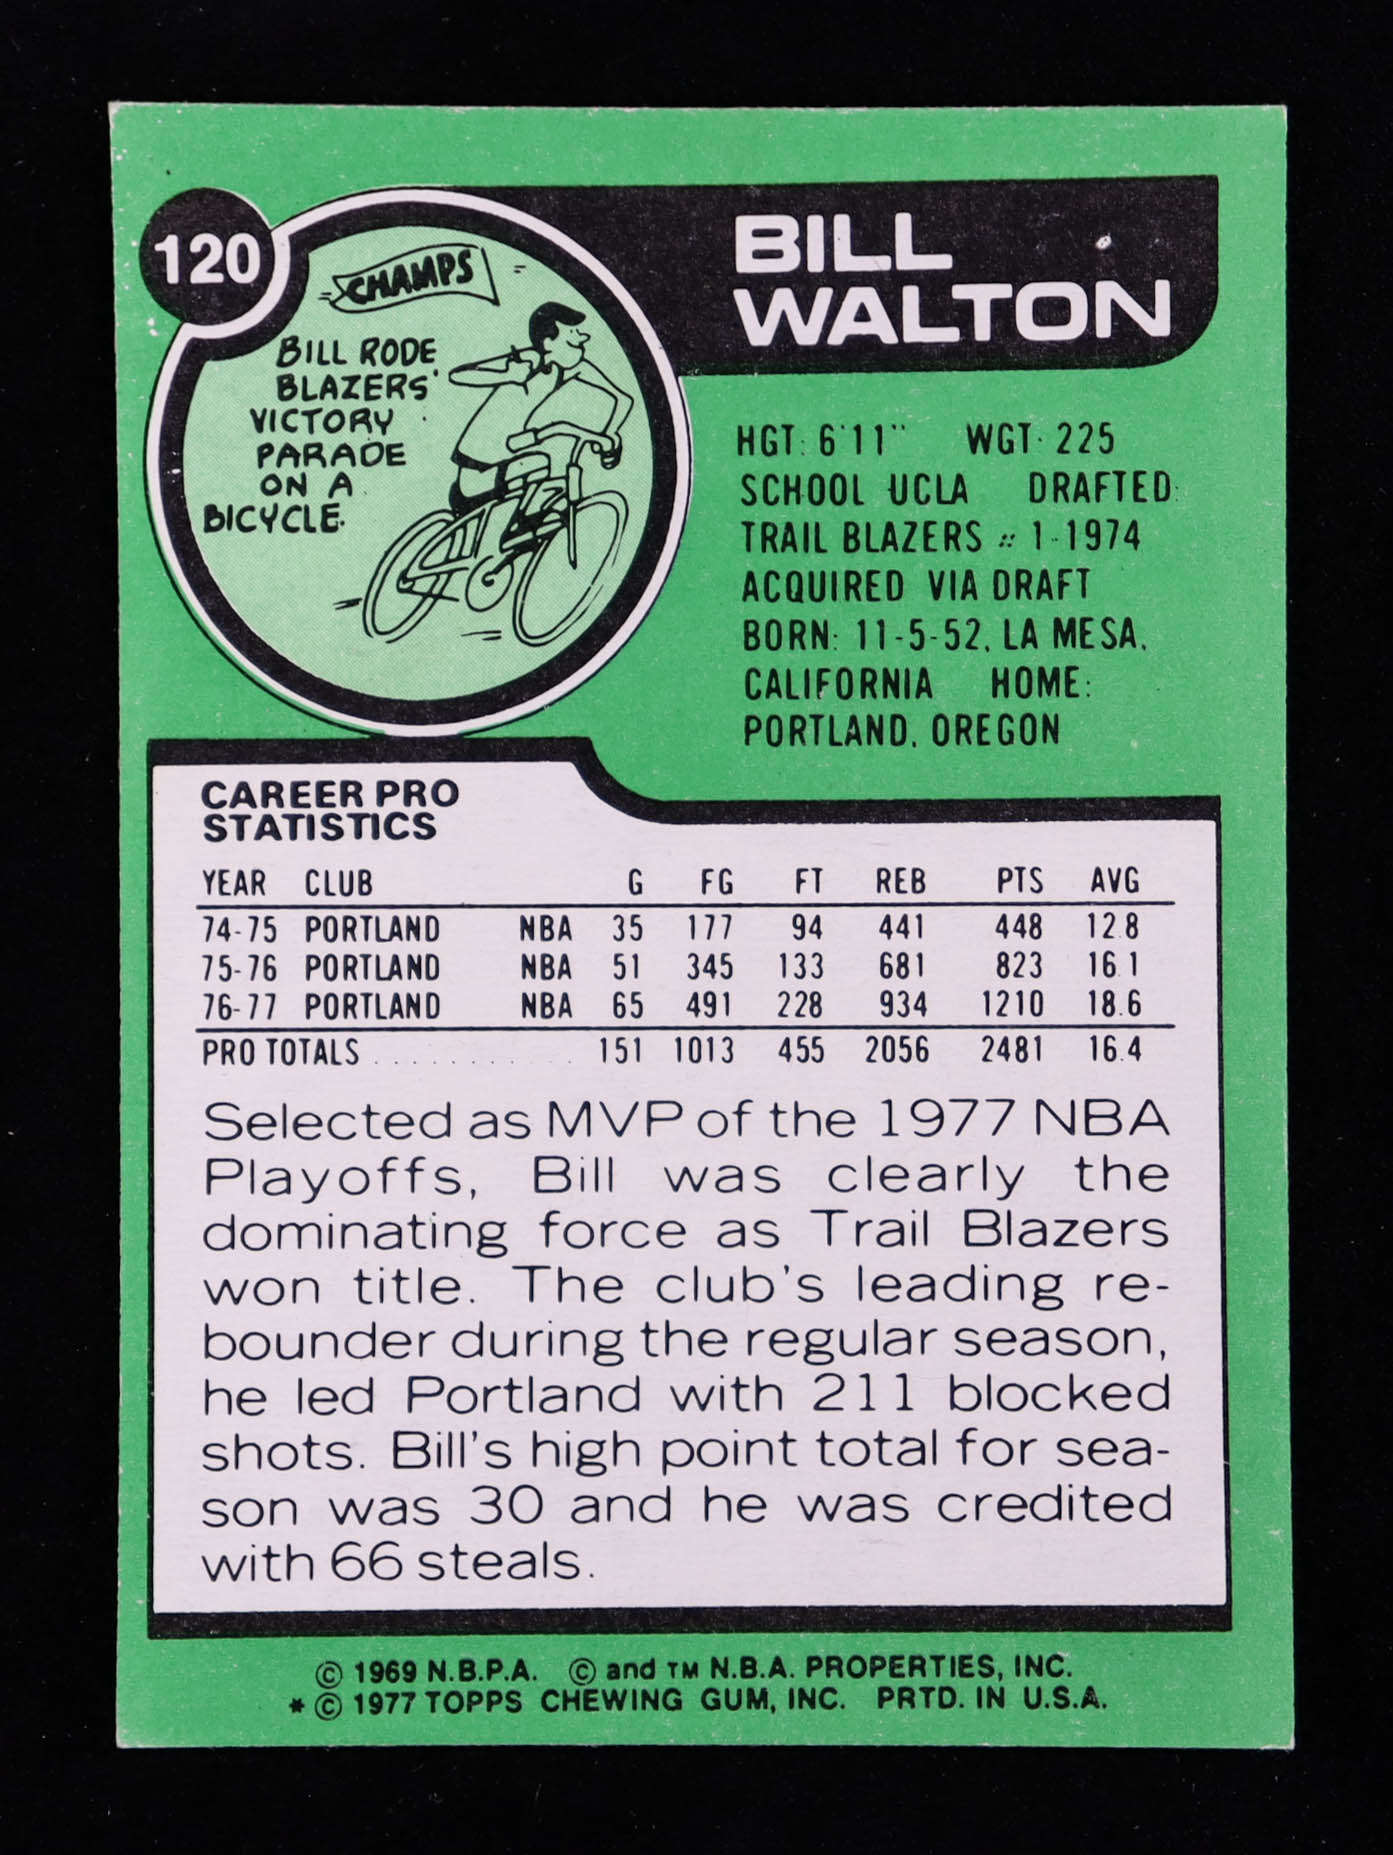 120
CHAMPS
BILL RODE
BLAZERS'
VICTORY
PARADE
ON A
BICYCLE.
BILL
WALTON
HGT: 6'11" WGT: 225
SCHOOL UCLA DRAFTED:
TRAIL BLAZERS #1-1974
ACQUIRED VIA DRAFT
BORN: 11-5-52, LA MESA,
CALIFORNIA HOME:
PORTLAND, OREGON
CAREER PRO
STATISTICS
YEAR CLUB G FG FT REB PTS AVG
74-75 PORTLAND NBA 35 177 94 441 448 12.8
75-76 PORTLAND NBA 51 345 133 681 823 16.1
76-77 PORTLAND NBA 65 491 228 934 1210 18.6
PRO TOTALS . . . . . . . . . . . 151 1013 455 2056 2481 16.4
Selected as MVP of the 1977 NBA
Playoffs, Bill was clearly the
dominating force as Trail Blazers
won title. The club's leading re-
bounder during the regular season,
he led Portland with 211 blocked
shots. Bill's high point total for sea-
son was 30 and he was credited
with 66 steals.
© 1969 N.B.P.A. © and TM N.B.A. PROPERTIES, INC.
* © 1977 TOPPS CHEWING GUM, INC. PRTD. IN U.S.A.